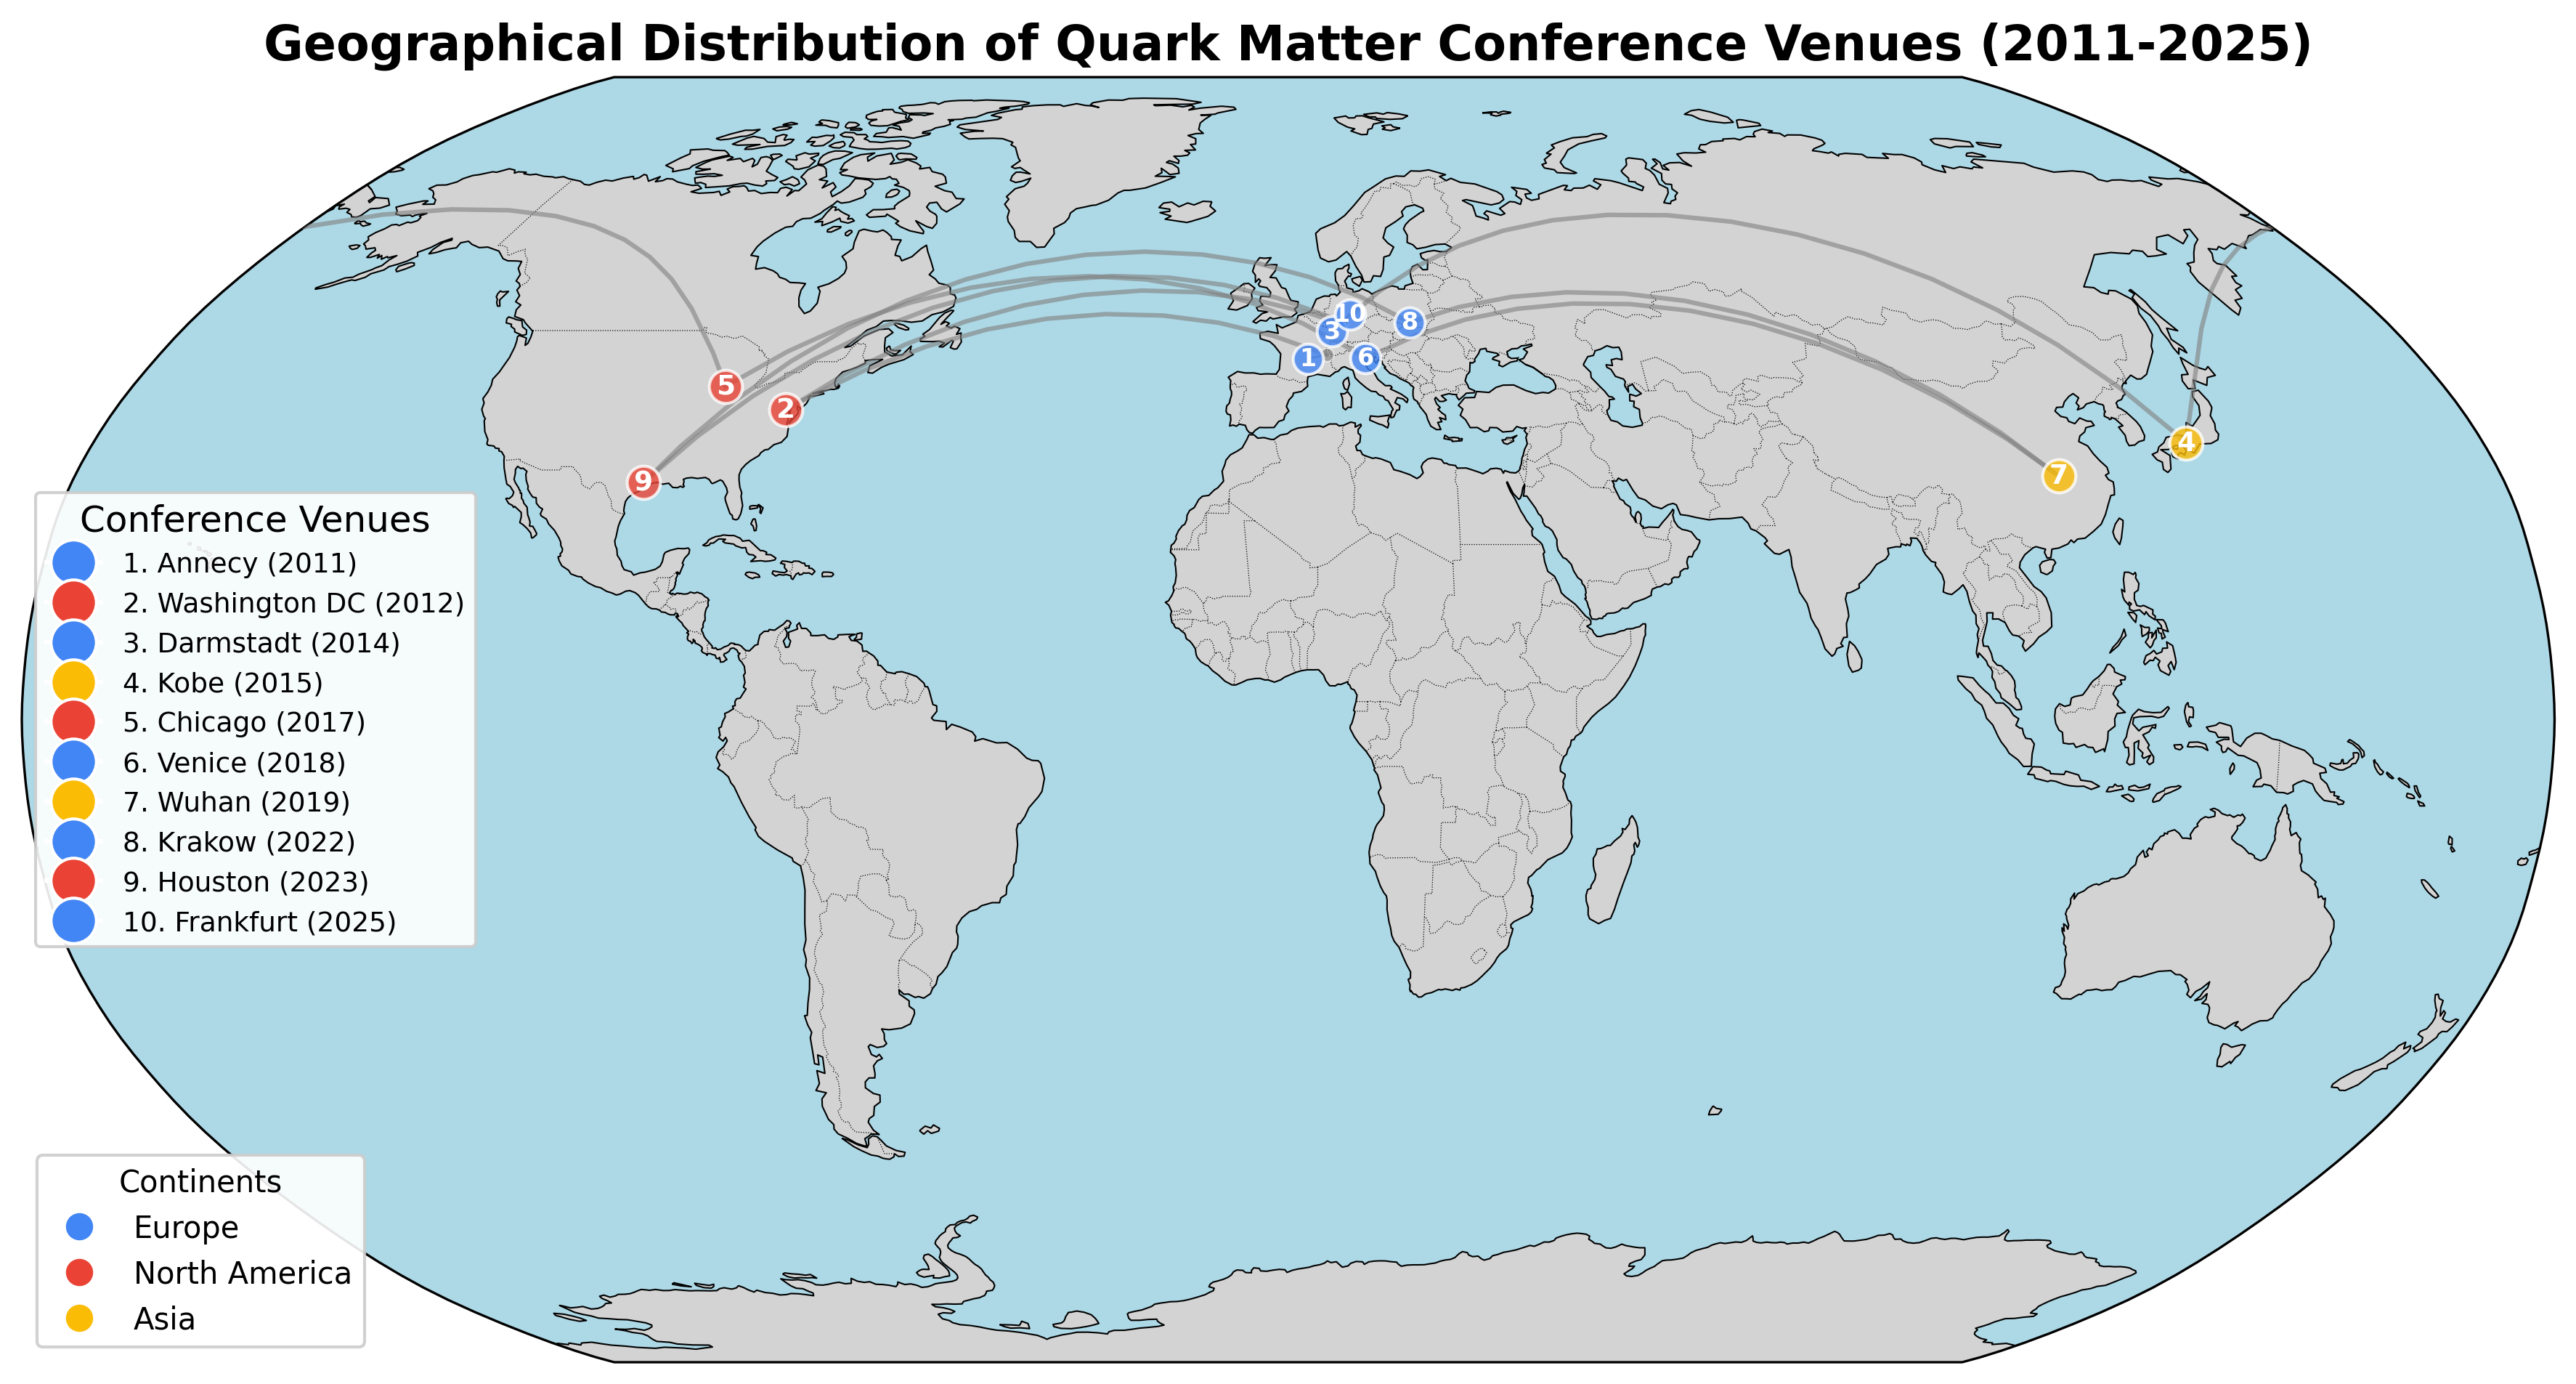 Geographical Distribution of Quark Matter Conference Venues (2011-2025)
10
3
8
1
6
5
2
4
7
9
Conference Venues
1. Annecy (2011)
2. Washington DC (2012)
3. Darmstadt (2014)
4. Kobe (2015)
5. Chicago (2017)
6. Venice (2018)
7. Wuhan (2019)
8. Krakow (2022)
9. Houston (2023)
10. Frankfurt (2025)
Continents
Europe
North America
Asia